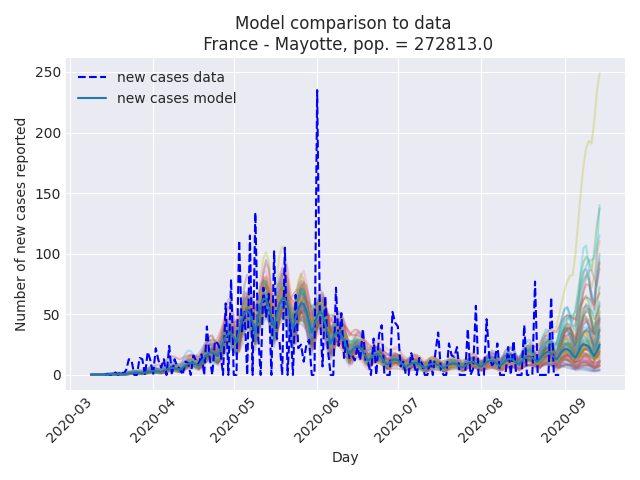 Model comparison to data
France - Mayotte, pop. = 272813.0
new cases data
new cases model
Number of new cases reported
250
200
150
100
50
0
2020-03
2020-04
2020-05
2020-06
2020-07
2020-08
2020-09
Day